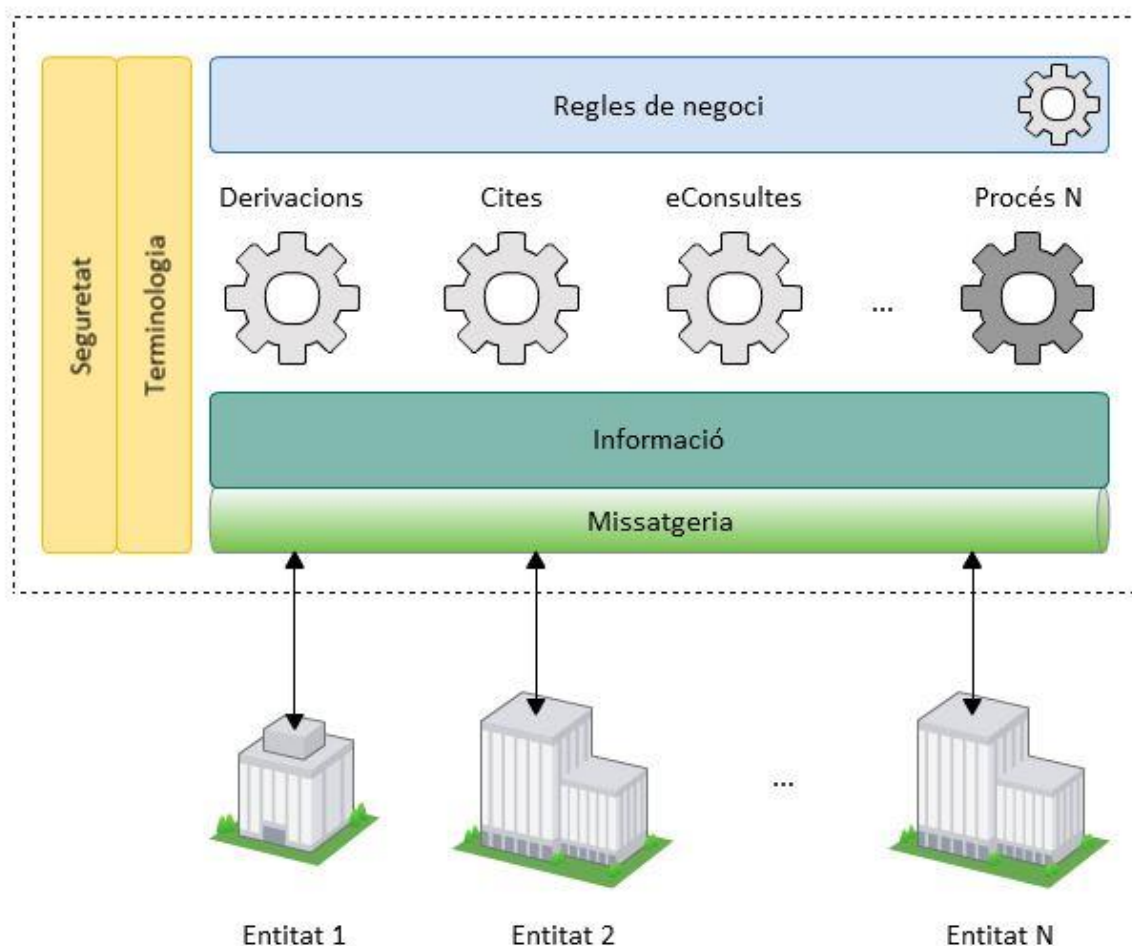 Regles de negoci
Seguretat
Terminologia
Derivacions
Cites
eConsultes
Procés N
...
Informació
Missatgeria
...
Entitat 1
Entitat 2
Entitat N